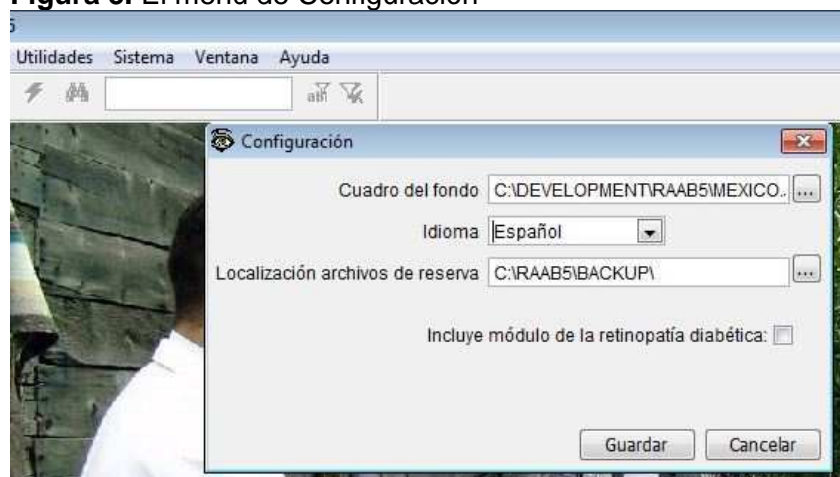 Utilidades Sistema Ventana Ayuda
Configuración
Cuadro del fondo C:\DEVELOPMENT\RAAB5\MEXICO..
Idioma Español
Localización archivos de reserva C:\RAAB5\BACKUP\
Incluye módulo de la retinopatía diabética:
Guardar Cancelar